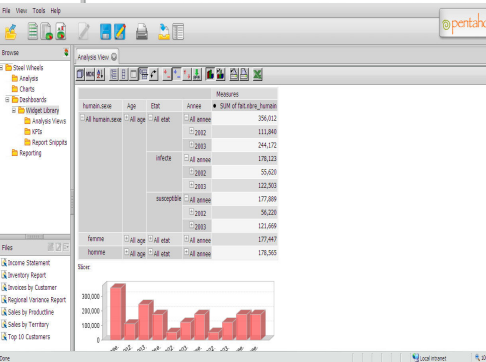 File View Tools Help
pentaho
Browse
Analysis View
Steel Wheels
Analysis
Charts
Dashboards
Widget Library
Analysis Views
KPIs
Report Snippits
Reporting
MDX
Measures
humain.sexe Age Etat Annee SUM of fait.nbre_humain
All humain.sexe All age All etat All annee 356,012
2002 111,840
2003 244,172
infecte All annee 178,123
2002 55,620
2003 122,503
susceptible All annee 177,889
2002 56,220
2003 121,669
femme All age All etat All annee 177,447
homme All age All etat All annee 178,565
Slicer:
Files
Income Statement
Inventory Report
Invoices by Customer
Regional Variance Report
Sales by Productline
Sales by Territory
Top 10 Customers
300,000
200,000
100,000
0
Done Local intranet